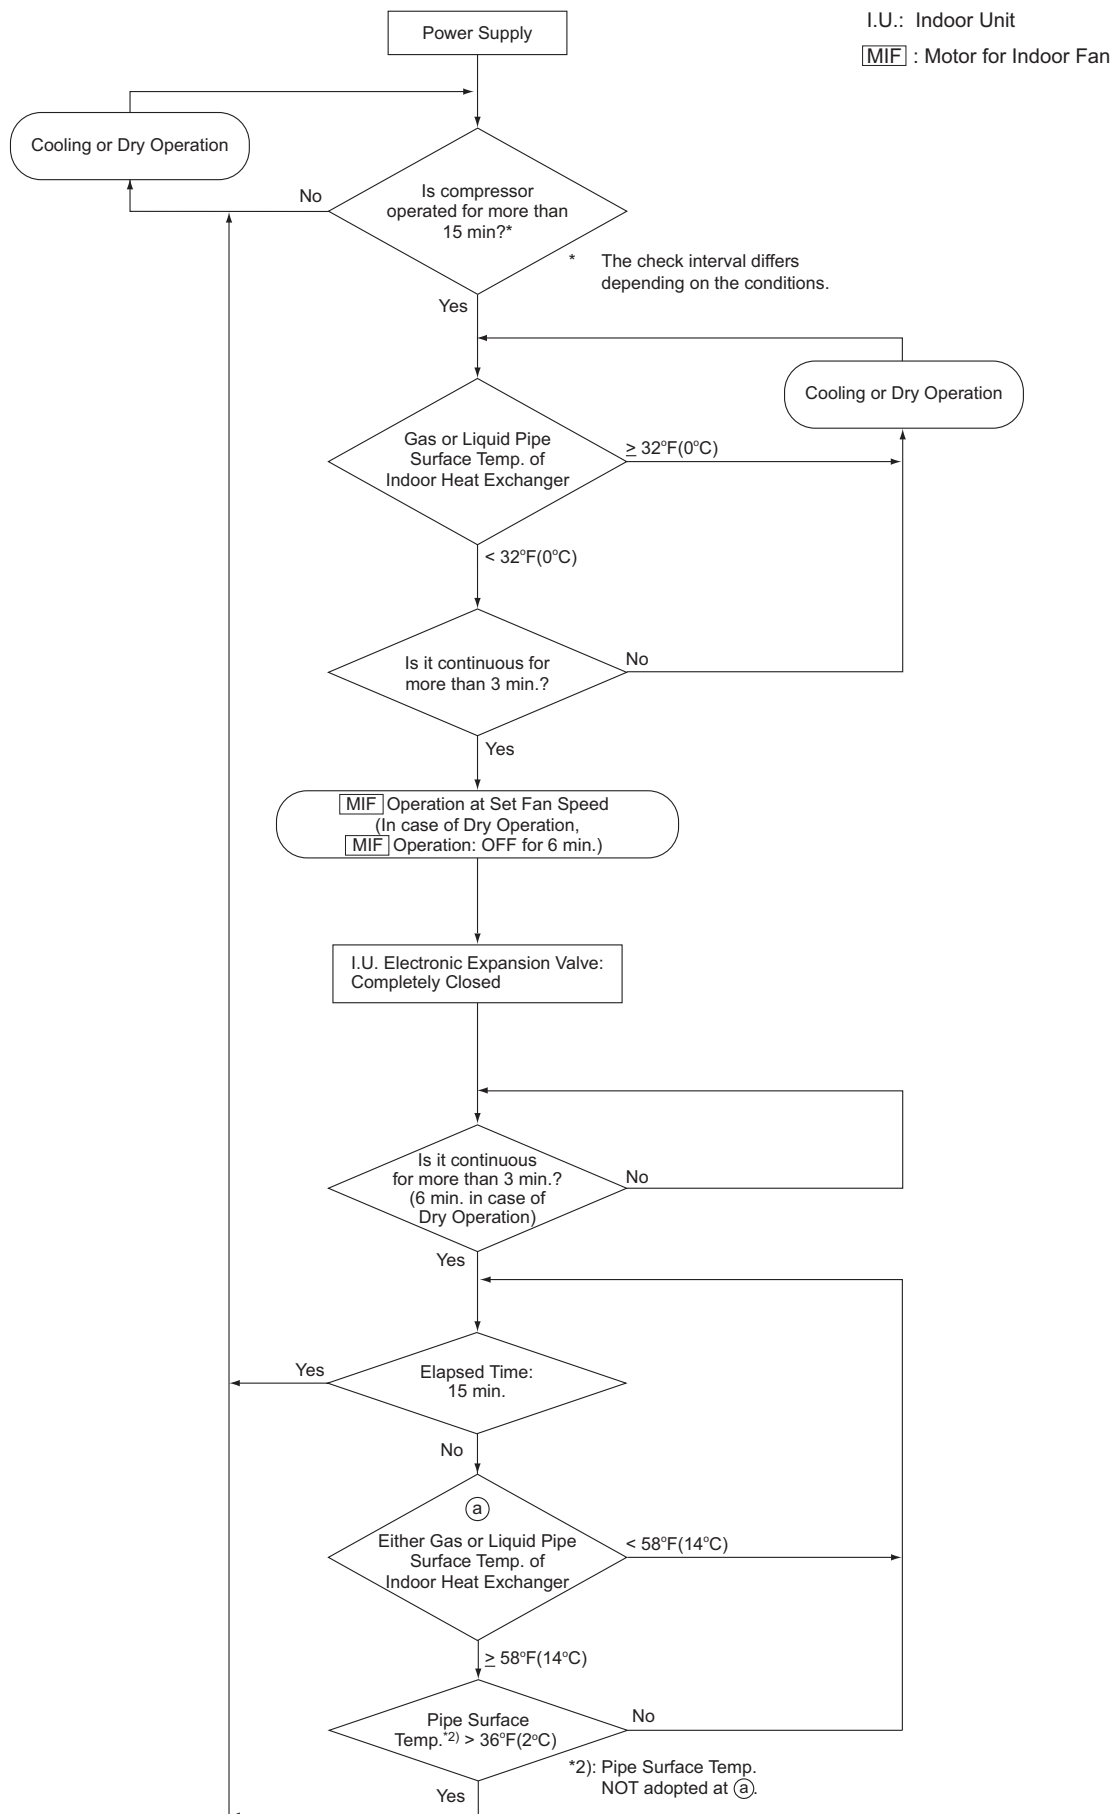 Power Supply
I.U.: Indoor Unit
MIF : Motor for Indoor Fan
Cooling or Dry Operation
No
Is compressor
operated for more than
15 min?*
* The check interval differs
depending on the conditions.
Yes
Cooling or Dry Operation
Gas or Liquid Pipe
Surface Temp. of
Indoor Heat Exchanger
≥ 32°F(0°C)
< 32°F(0°C)
Is it continuous for
more than 3 min.?
No
Yes
MIF Operation at Set Fan Speed
(In case of Dry Operation,
MIF Operation: OFF for 6 min.)
I.U. Electronic Expansion Valve:
Completely Closed
Is it continuous
for more than 3 min.?
(6 min. in case of
Dry Operation)
No
Yes
Yes
Elapsed Time:
15 min.
No
ⓐ
Either Gas or Liquid Pipe
Surface Temp. of
Indoor Heat Exchanger
< 58°F(14°C)
≥ 58°F(14°C)
Pipe Surface
Temp.*2) > 36°F(2°C)
No
*2): Pipe Surface Temp.
NOT adopted at ⓐ.
Yes